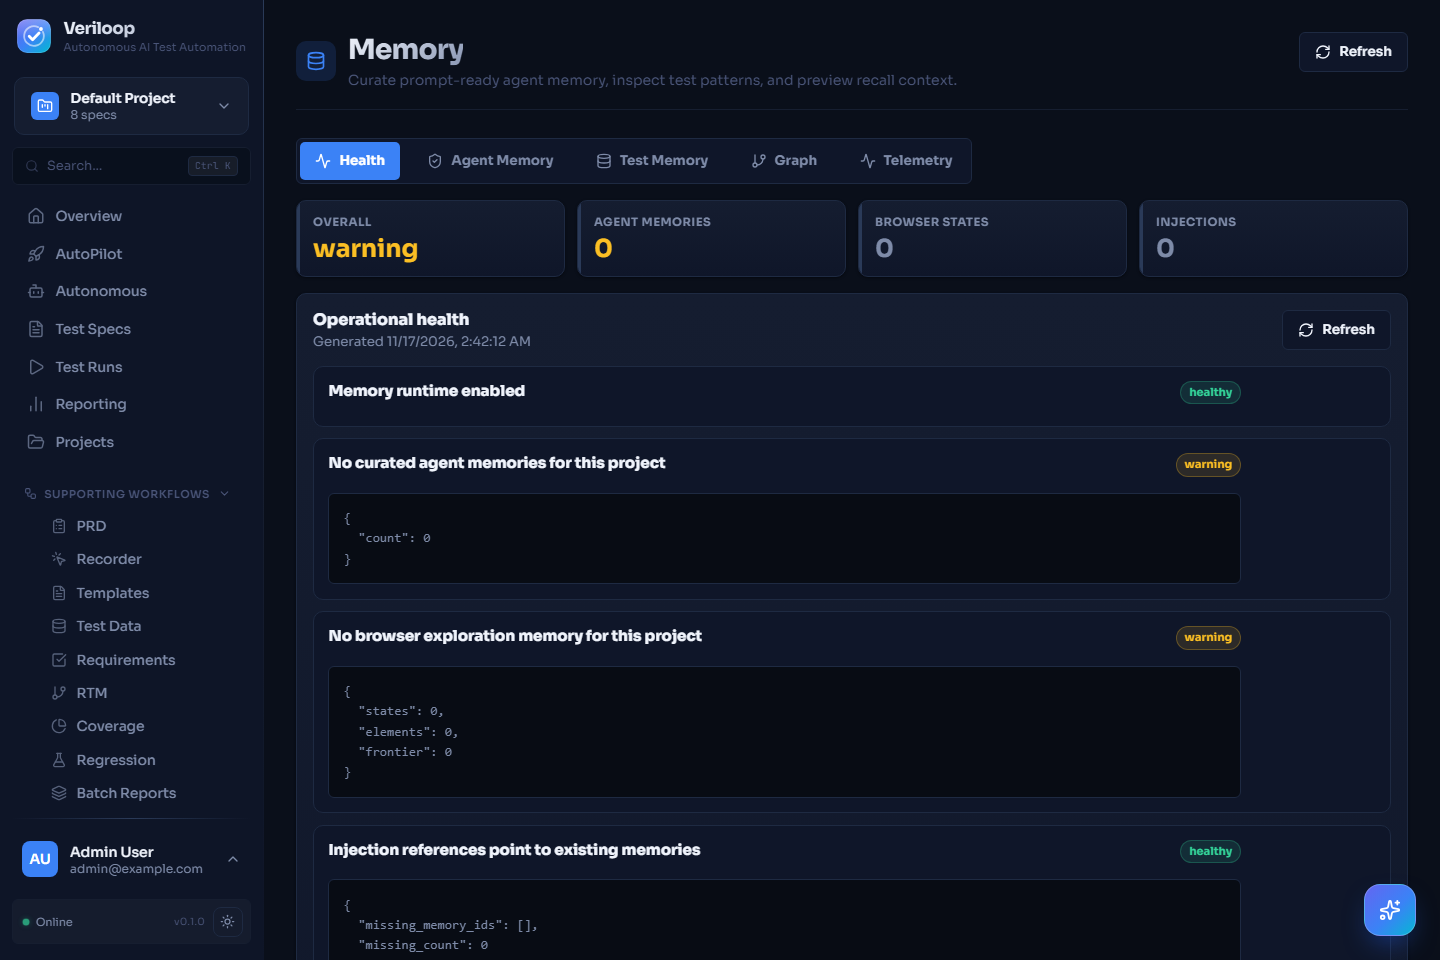 Veriloop
Autonomous AI Test Automation
Default Project
8 specs
Search...
Ctrl K
Overview
AutoPilot
Autonomous
Test Specs
Test Runs
Reporting
Projects
SUPPORTING WORKFLOWS
PRD
Recorder
Templates
Test Data
Requirements
RTM
Coverage
Regression
Batch Reports
AU
Admin User
admin@example.com
Online
v0.1.0
Memory
Curate prompt-ready agent memory, inspect test patterns, and preview recall context.
Refresh
Health
Agent Memory
Test Memory
Graph
Telemetry
OVERALL
warning
AGENT MEMORIES
0
BROWSER STATES
0
INJECTIONS
0
Operational health
Generated 11/17/2026, 2:42:12 AM
Refresh
Memory runtime enabled
healthy
No curated agent memories for this project
warning
{
"count": 0
}
No browser exploration memory for this project
warning
{
"states": 0,
"elements": 0,
"frontier": 0
}
Injection references point to existing memories
healthy
{
"missing_memory_ids": [],
"missing_count": 0